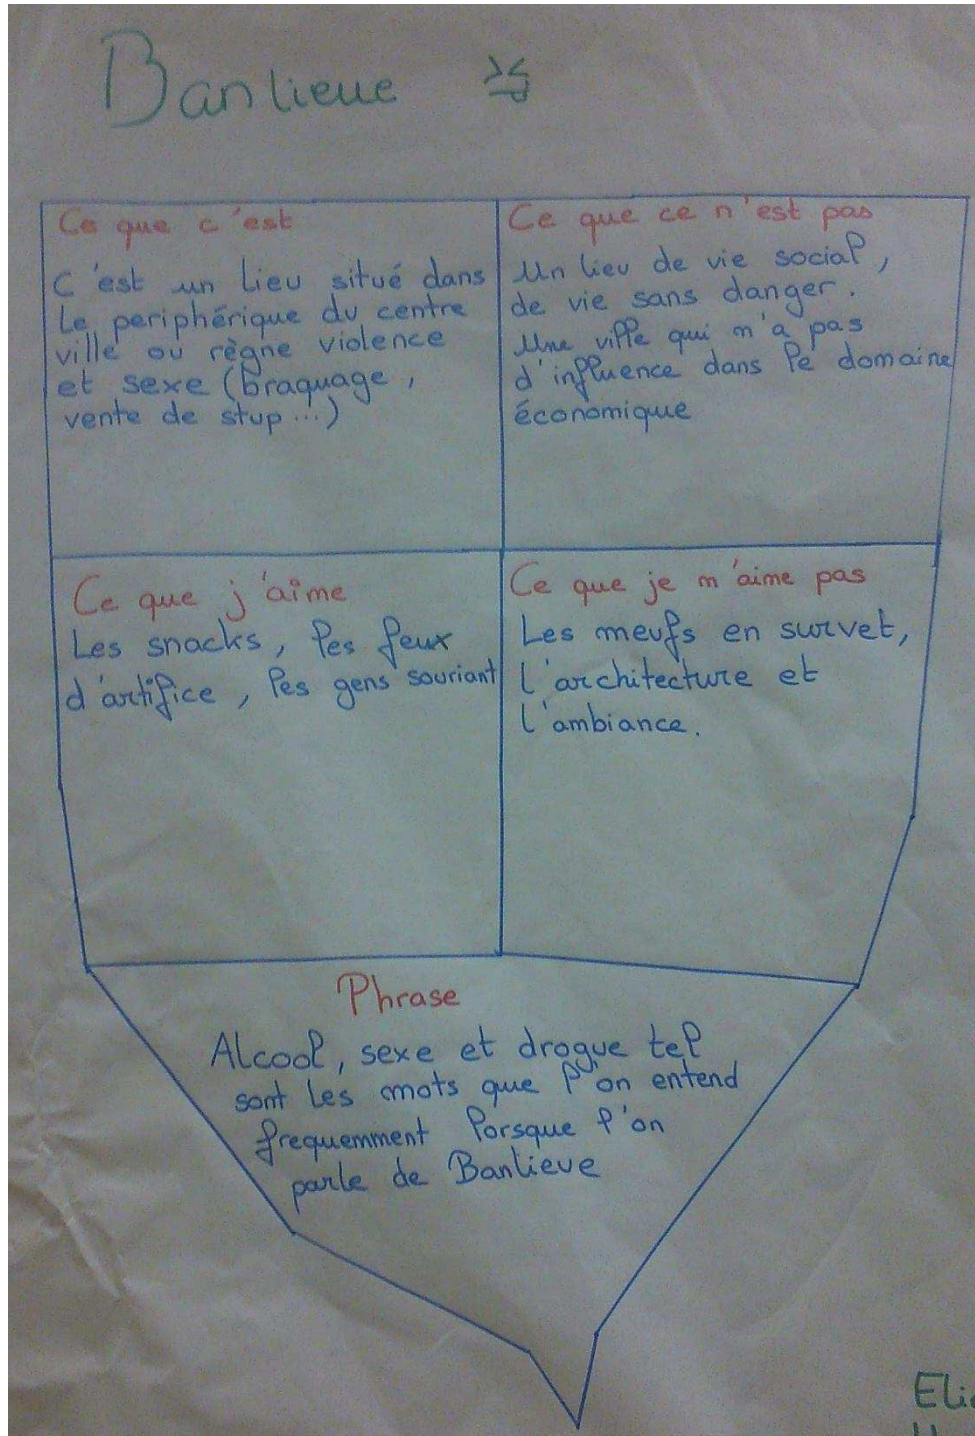 Banlieue
Ce que c'est
C'est un lieu situé dans
le periphérique du centre
ville ou règne violence
et sexe (braquage,
vente de stup...)
Ce que ce n'est pas
Un lieu de vie social,
de vie sans danger.
Une ville qui n'a pas
d'influence dans le domaine
économique
Ce que j'aime
Les snacks, les feux
d'artifice, les gens souriant
Ce que je n'aime pas
Les meufs en survet,
l'architecture et
l'ambiance.
Phrase
Alcool, sexe et drogue tel
sont les mots que l'on entend
frequemment lorsque l'on
parle de Banlieue